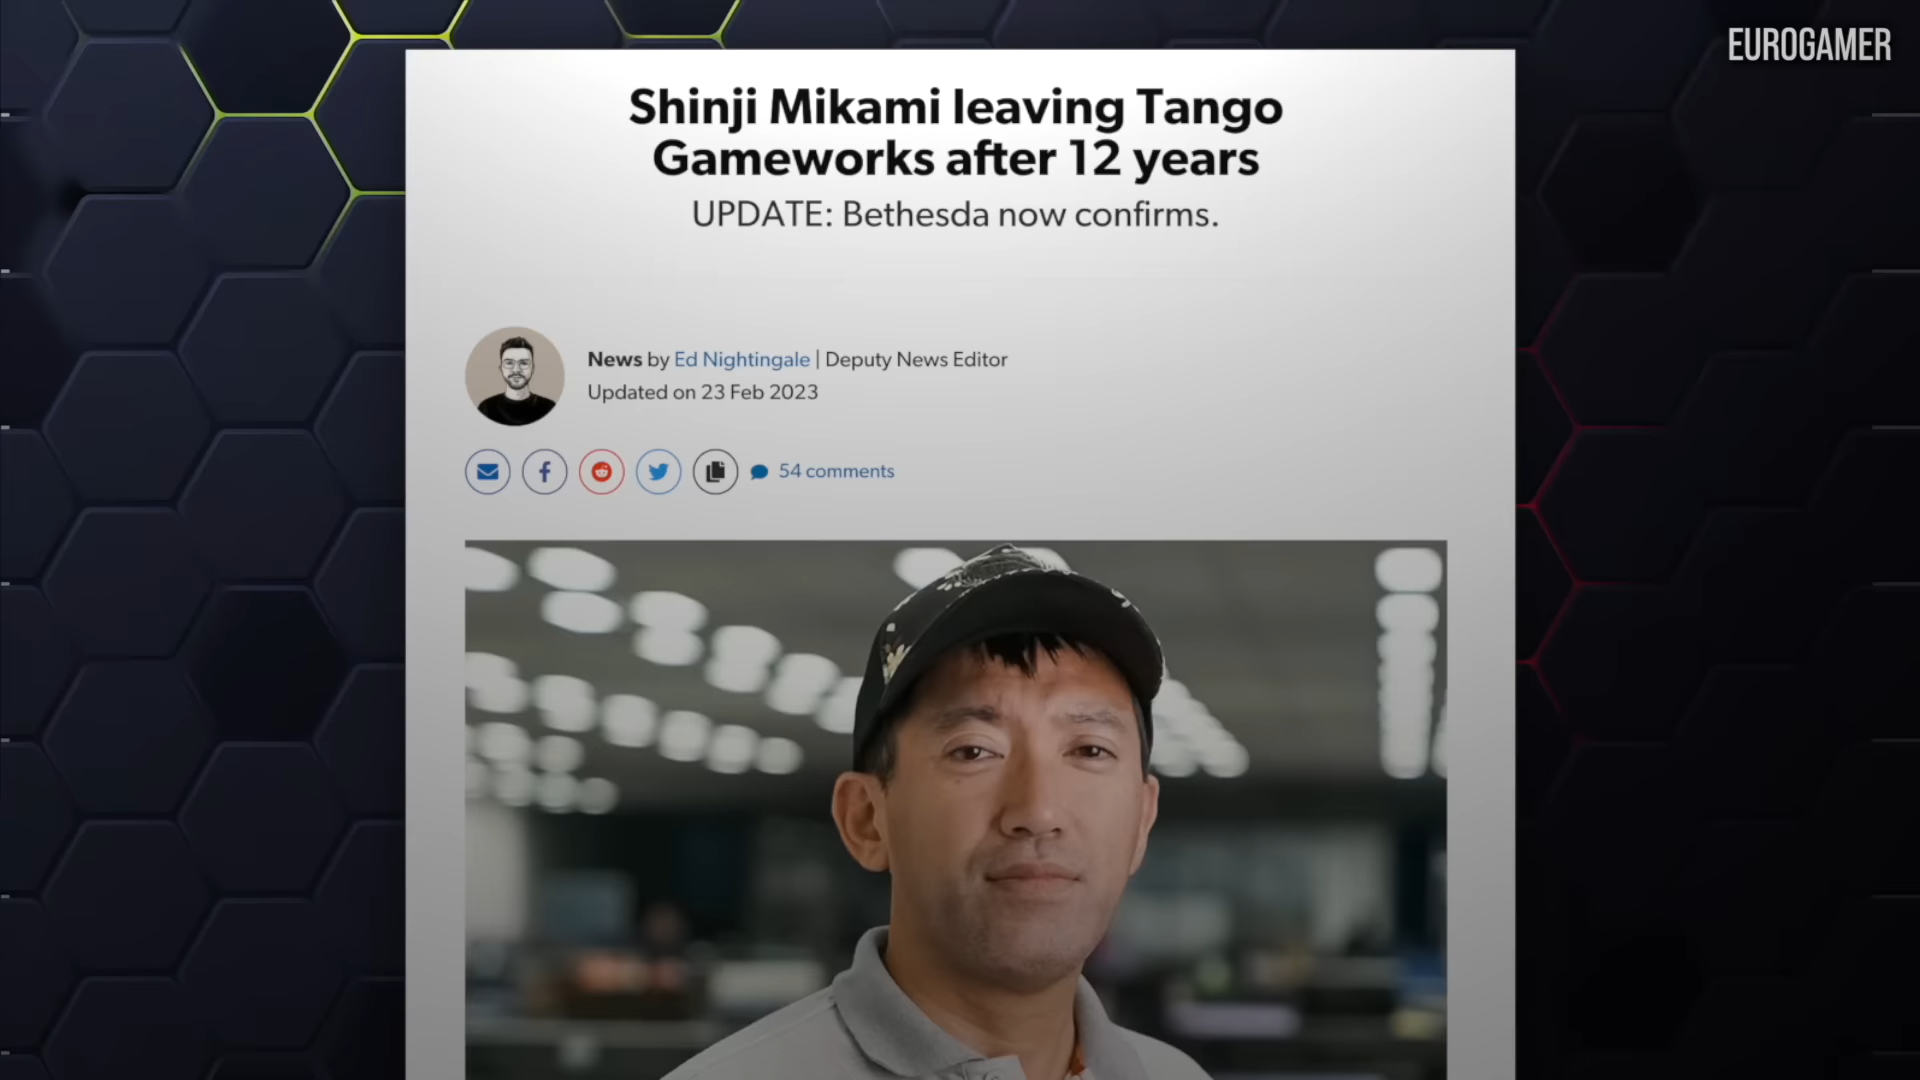 EUROGAMER
Shinji Mikami leaving Tango
Gameworks after 12 years
UPDATE: Bethesda now confirms.
News by Ed Nightingale | Deputy News Editor
Updated on 23 Feb 2023
54 comments